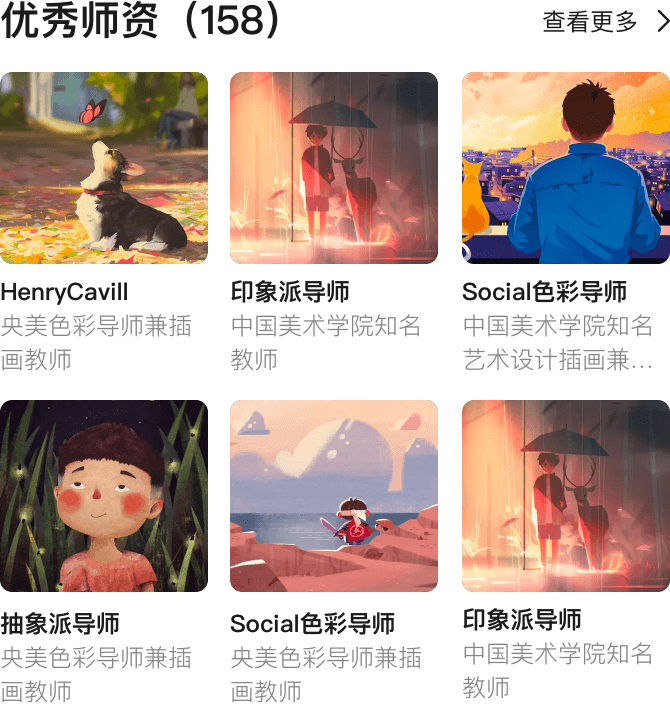 优秀师资（158）
查看更多
HenryCavill
央美色彩导师兼插
画教师
印象派导师
中国美术学院知名
教师
Social色彩导师
中国美术学院知名
艺术设计插画兼...
抽象派导师
央美色彩导师兼插
画教师
Social色彩导师
央美色彩导师兼插
画教师
印象派导师
中国美术学院知名
教师